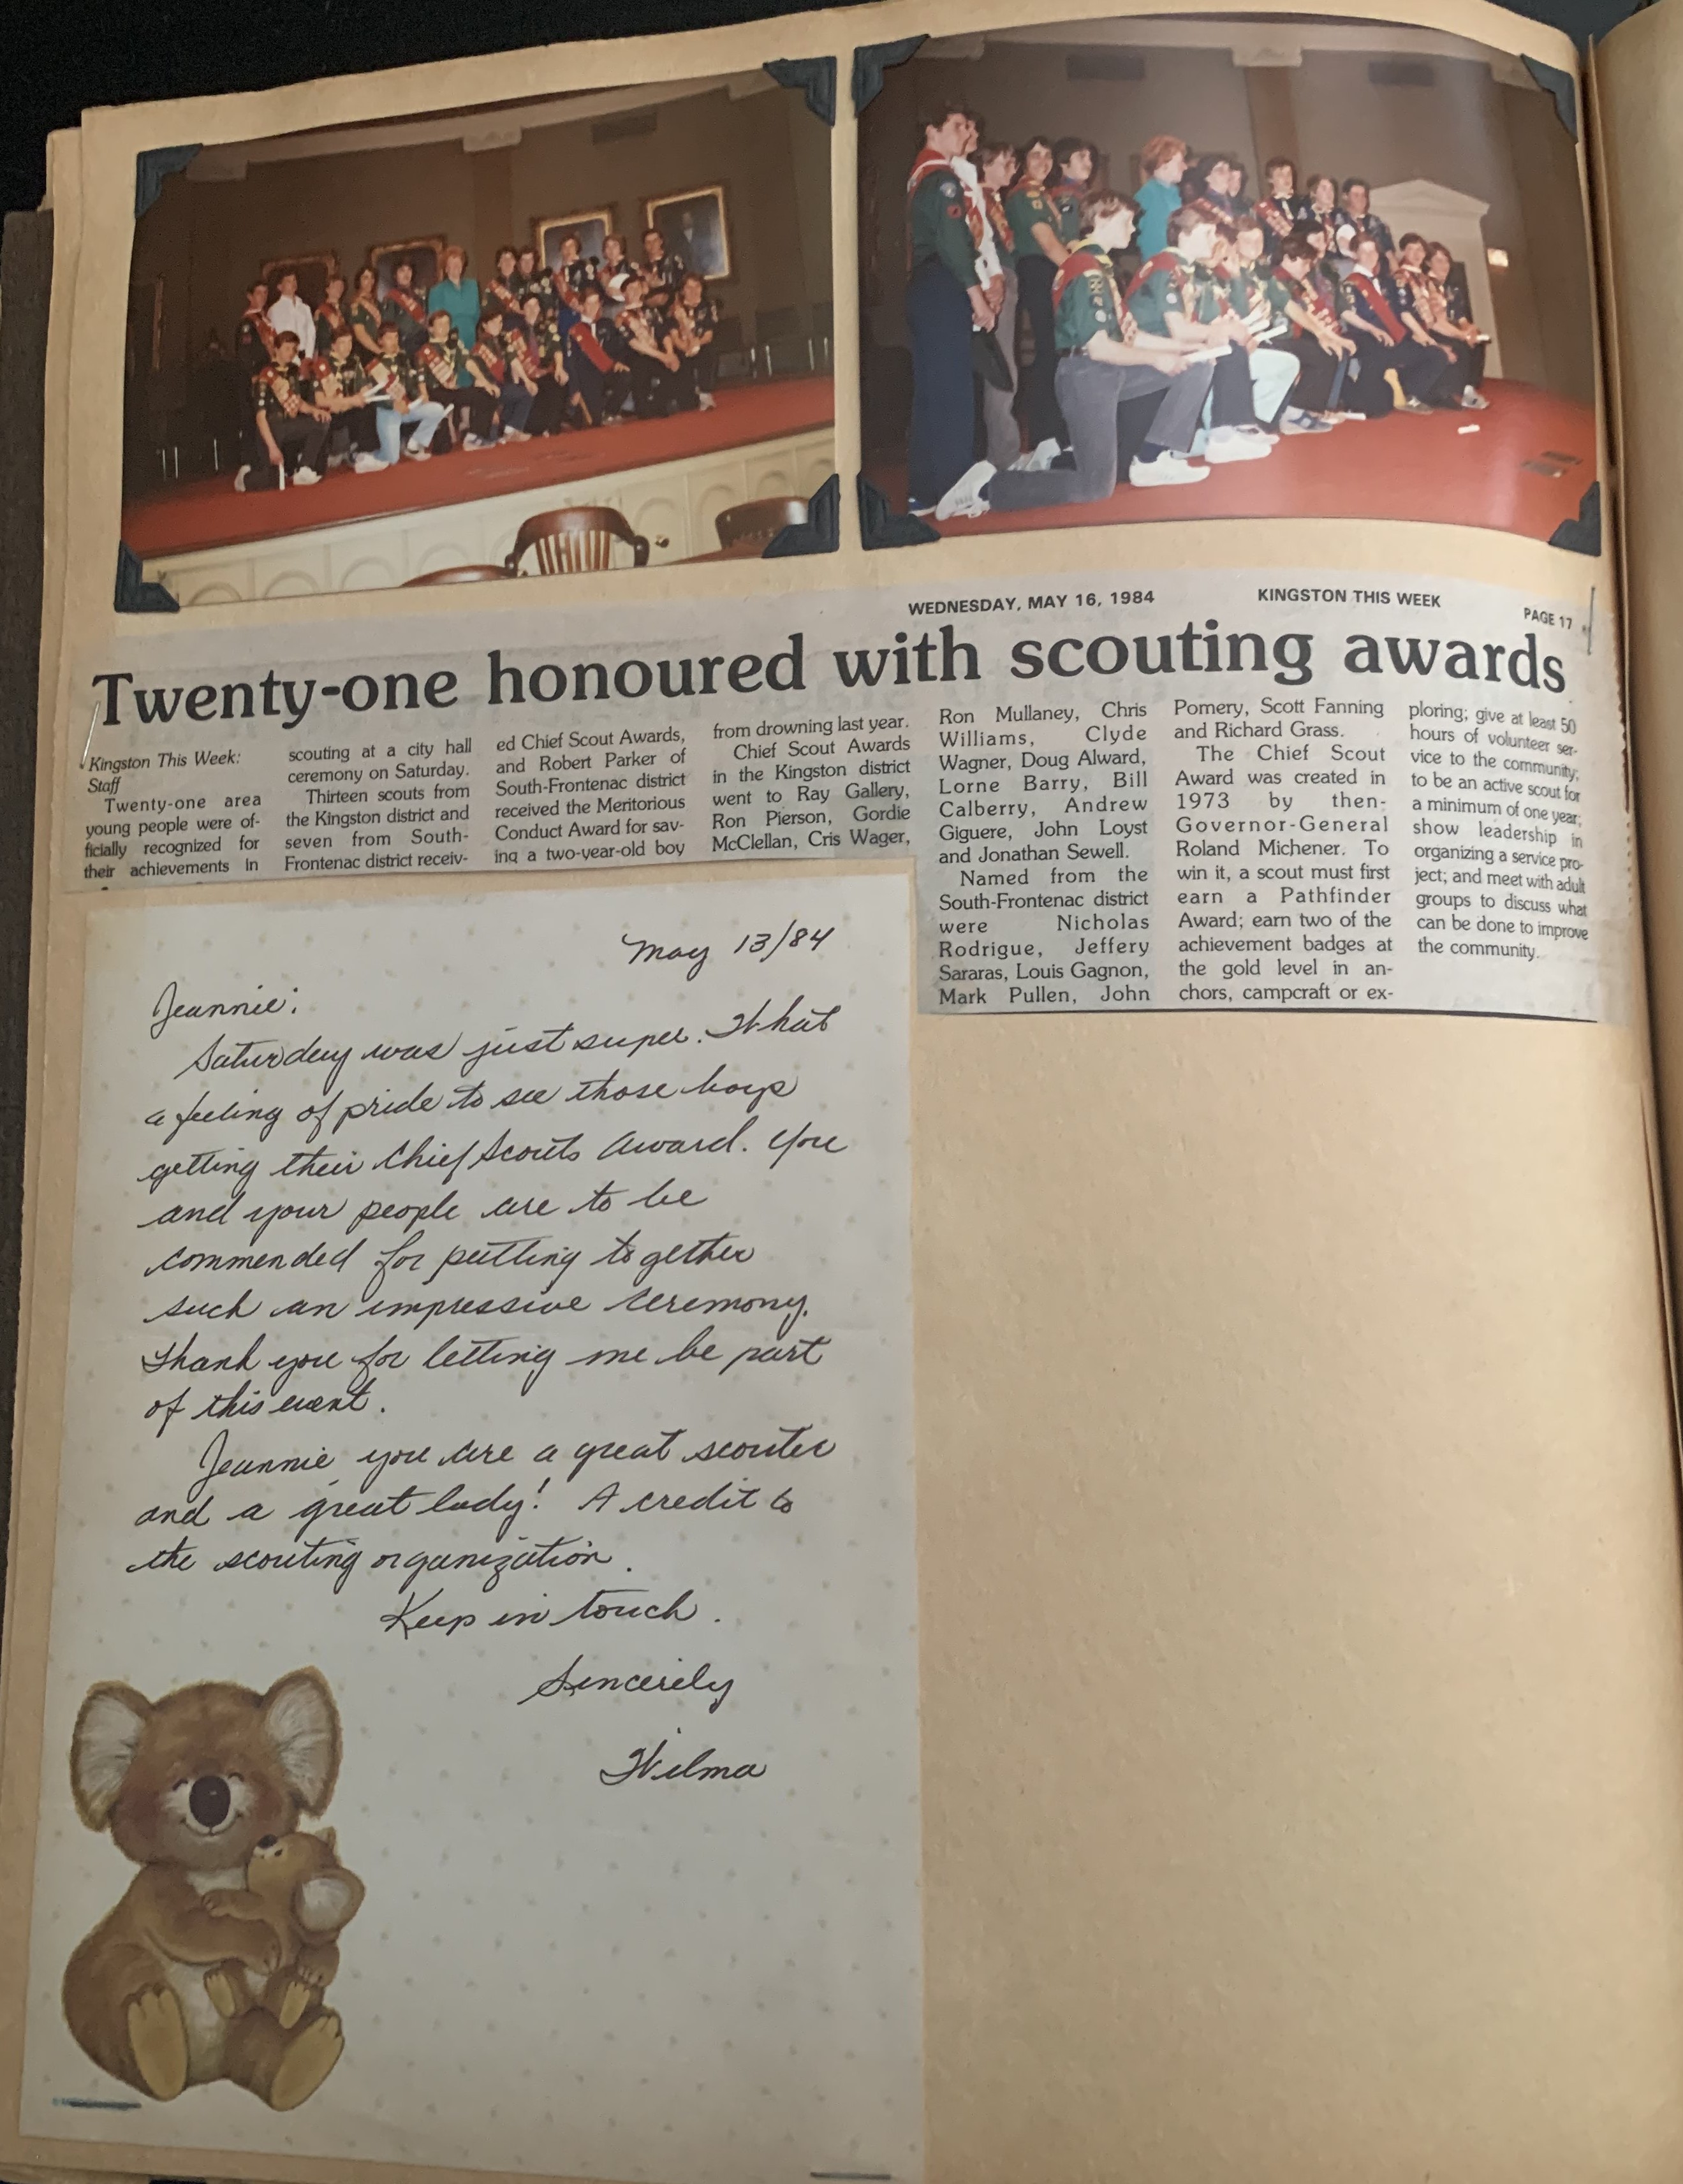 WEDNESDAY, MAY 16, 1984 KINGSTON THIS WEEK PAGE 17
Twenty-one honoured with scouting awards
Kingston This Week:
Staff
Twenty-one area
young people were of-
ficially recognized for
their achievements in
scouting at a city hall
ceremony on Saturday.
Thirteen scouts from
the Kingston district and
seven from South-
Frontenac district receiv-
ed Chief Scout Awards,
and Robert Parker of
South-Frontenac district
received the Meritorious
Conduct Award for sav-
ing a two-year-old boy
from drowning last year.
Chief Scout Awards
in the Kingston district
went to Ray Gallery,
Ron Pierson, Gordie
McClellan, Cris Wager,
Ron Mullaney, Chris
Williams, Clyde
Wagner, Doug Alward,
Lorne Barry, Bill
Calberry, Andrew
Giguere, John Loyst
and Jonathan Sewell.
Named from the
South-Frontenac district
were Nicholas
Rodrigue, Jeffery
Sararas, Louis Gagnon,
Mark Pullen, John
Pomery, Scott Fanning
and Richard Grass.
The Chief Scout
Award was created in
1973 by then-
Governor-General
Roland Michener. To
win it, a scout must first
earn a Pathfinder
Award; earn two of the
achievement badges at
the gold level in an-
chors, campcraft or ex-
ploring; give at least 50
hours of volunteer ser-
vice to the community;
to be an active scout for
a minimum of one year;
show leadership in
organizing a service pro-
ject; and meet with adult
groups to discuss what
can be done to improve
the community.
May 13/84
Jeannie:
Saturday was just super. What
a feeling of pride to see those boys
getting their Chief Scouts Award. You
and your people are to be
commended for putting together
such an impressive ceremony.
Thank you for letting me be part
of this event.
Jeannie, you are a great scouter
and a great lady! A credit to
the scouting organization.
Keep in touch.
Sincerely
Wilma